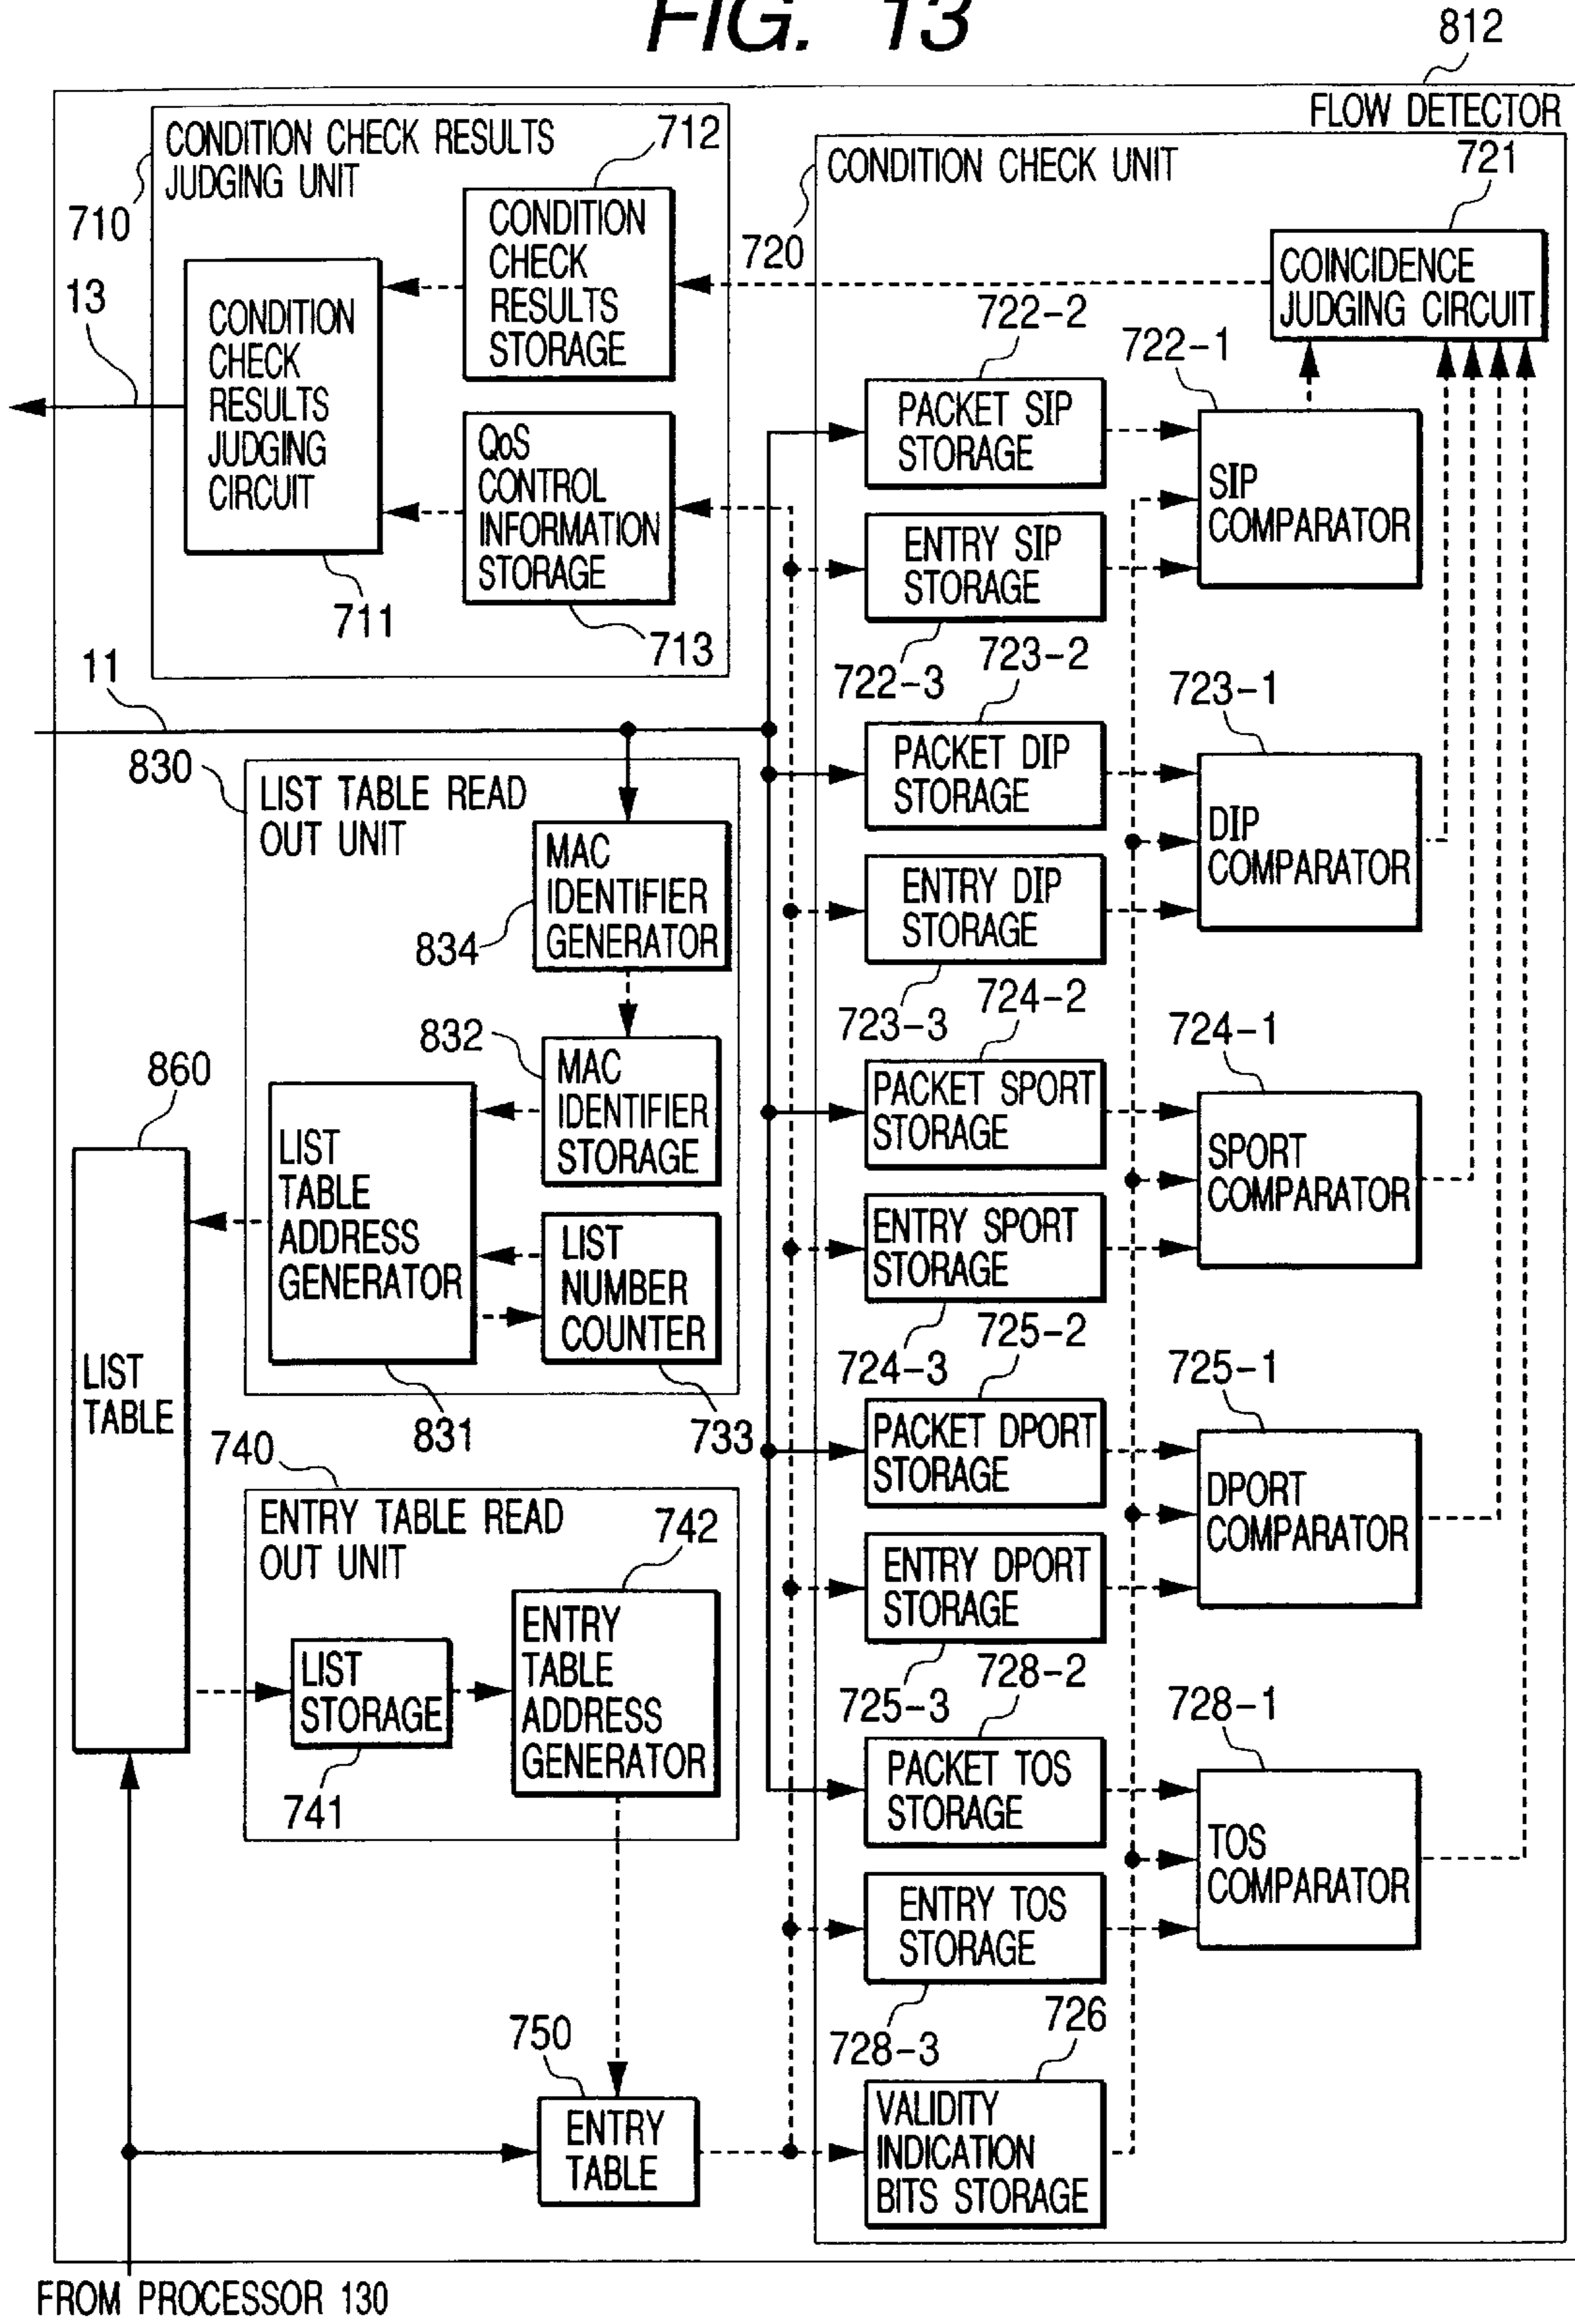 FIG. 13
812
FLOW DETECTOR
CONDITION CHECK RESULTS
JUDGING UNIT
710
712
CONDITION
CHECK
RESULTS
STORAGE
CONDITION
CHECK
RESULTS
JUDGING
CIRCUIT
711
QoS
CONTROL
INFORMATION
STORAGE
713
13
11
CONDITION CHECK UNIT
720
721
COINCIDENCE
JUDGING CIRCUIT
722-2
PACKET SIP
STORAGE
722-1
SIP
COMPARATOR
ENTRY SIP
STORAGE
722-3
723-2
PACKET DIP
STORAGE
723-1
DIP
COMPARATOR
ENTRY DIP
STORAGE
723-3
724-2
PACKET SPORT
STORAGE
724-1
SPORT
COMPARATOR
ENTRY SPORT
STORAGE
724-3
725-2
PACKET DPORT
STORAGE
725-1
DPORT
COMPARATOR
ENTRY DPORT
STORAGE
725-3
728-2
PACKET TOS
STORAGE
728-1
TOS
COMPARATOR
ENTRY TOS
STORAGE
728-3
726
VALIDITY
INDICATION
BITS STORAGE
830
LIST TABLE READ
OUT UNIT
MAC
IDENTIFIER
GENERATOR
834
832
MAC
IDENTIFIER
STORAGE
LIST
TABLE
ADDRESS
GENERATOR
831
LIST
NUMBER
COUNTER
733
860
LIST
TABLE
740
ENTRY TABLE READ
OUT UNIT
742
LIST
STORAGE
741
ENTRY
TABLE
ADDRESS
GENERATOR
750
ENTRY
TABLE
FROM PROCESSOR 130